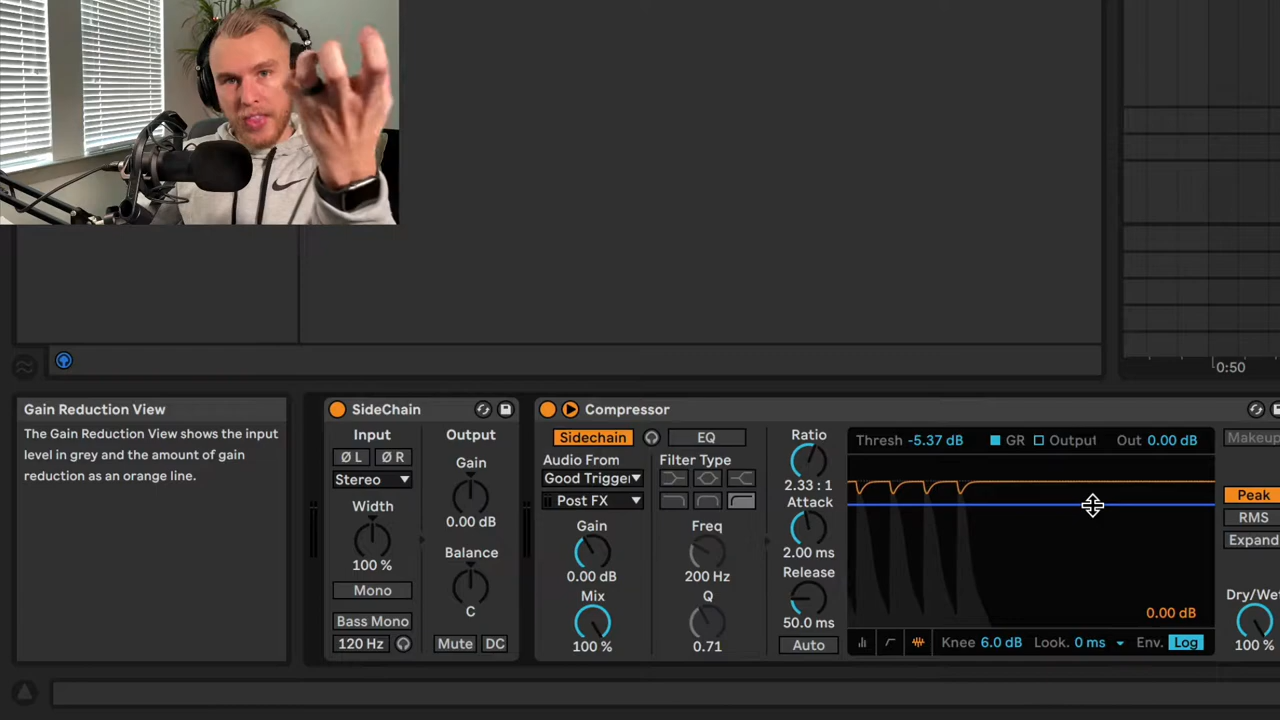 0:50
Gain Reduction View
The Gain Reduction View shows the input
level in grey and the amount of gain
reduction as an orange line.
SideChain
Input
Ø L
Ø R
Stereo
Width
100 %
Mono
Bass Mono
120 Hz
Output
Gain
0.00 dB
Balance
C
Mute
DC
Compressor
Sidechain
EQ
Audio From
Good Trigger
Post FX
Gain
0.00 dB
Mix
100 %
Filter Type
Freq
200 Hz
Q
0.71
Ratio
2.33 : 1
Attack
2.00 ms
Release
50.0 ms
Auto
Thresh -5.37 dB
GR
Output
Out 0.00 dB
0.00 dB
Knee 6.0 dB
Look. 0 ms
Env. Log
Makeup
Peak
RMS
Expand
Dry/We
100 %